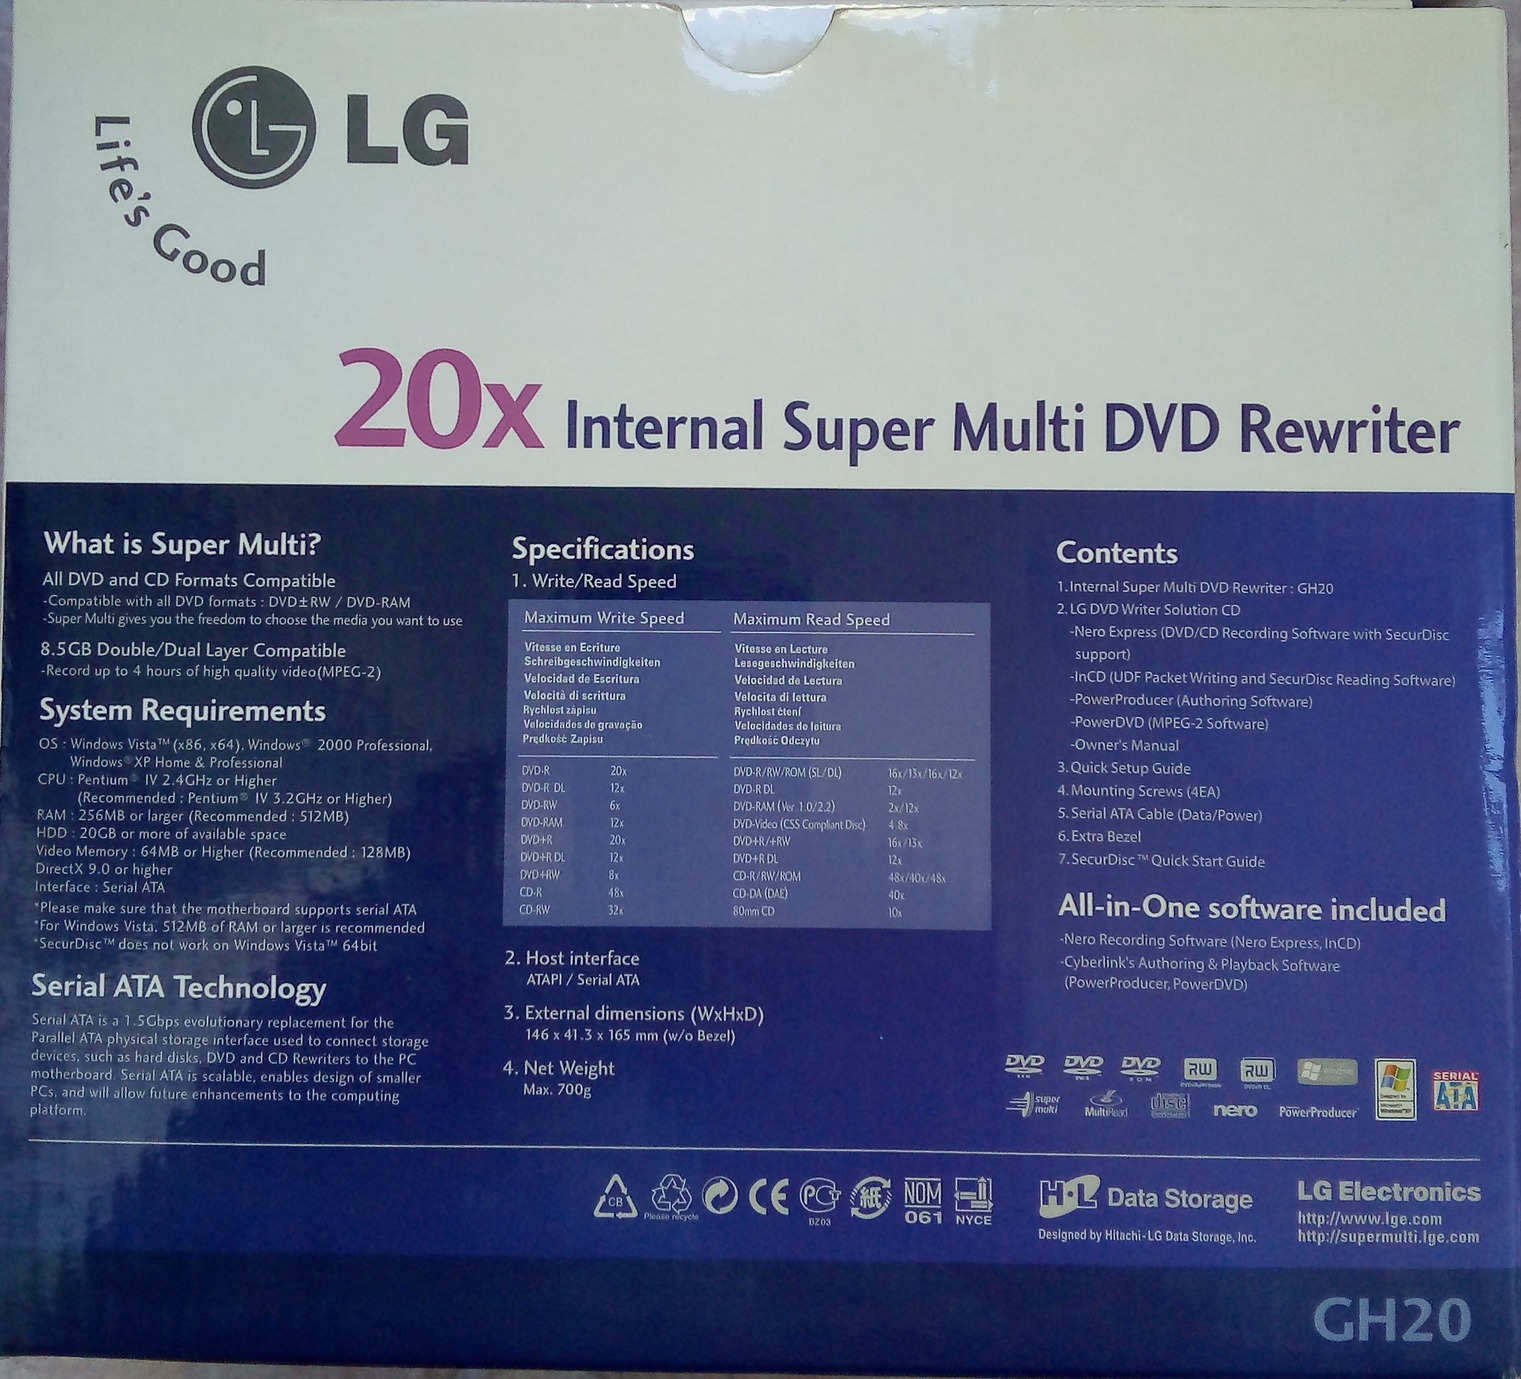 LG
Life's Good
20x Internal Super Multi DVD Rewriter
What is Super Multi?
All DVD and CD Formats Compatible
-Compatible with all DVD formats : DVD±RW / DVD-RAM
-Super Multi gives you the freedom to choose the media you want to use
8.5GB Double/Dual Layer Compatible
-Record up to 4 hours of high quality video(MPEG-2)
System Requirements
OS : Windows Vista™ (x86, x64), Windows® 2000 Professional,
Windows® XP Home & Professional
CPU : Pentium® IV 2.4GHz or Higher
(Recommended : Pentium® IV 3.2GHz or Higher)
RAM : 256MB or larger (Recommended : 512MB)
HDD : 20GB or more of available space
Video Memory : 64MB or Higher (Recommended : 128MB)
DirectX 9.0 or higher
Interface : Serial ATA
*Please make sure that the motherboard supports serial ATA
*For Windows Vista, 512MB of RAM or larger is recommended
*SecurDisc™ does not work on Windows Vista™ 64bit
Serial ATA Technology
Serial ATA is a 1.5Gbps evolutionary replacement for the
Parallel ATA physical storage interface used to connect storage
devices, such as hard disks, DVD and CD Rewriters to the PC
motherboard. Serial ATA is scalable, enables design of smaller
PCs, and will allow future enhancements to the computing
platform.
Specifications
1. Write/Read Speed
Maximum Write Speed
Vitesse en Ecriture
Schreibgeschwindigkeiten
Velocidad de Escritura
Velocità di scrittura
Rychlost zápisu
Velocidades de gravação
Prędkość Zapisu
DVD-R 20x
DVD-R DL 12x
DVD-RW 6x
DVD-RAM 12x
DVD+R 20x
DVD+R DL 12x
DVD+RW 8x
CD-R 48x
CD-RW 32x
Maximum Read Speed
Vitesse en Lecture
Lesegeschwindigkeiten
Velocidad de Lectura
Velocita di lettura
Rychlost čtení
Velocidades de leitura
Prędkość Odczytu
DVD-R/RW/ROM (SL/DL) 16x/13x/16x/12x
DVD-R DL 12x
DVD-RAM (Ver 1.0/2.2) 2x/12x
DVD-Video (CSS Compliant Disc) 4.8x
DVD+R/+RW 16x/13x
DVD+R DL 12x
CD-R/RW/ROM 48x/40x/48x
CD-DA (DAE) 40x
80mm CD 10x
2. Host interface
ATAPI / Serial ATA
3. External dimensions (WxHxD)
146 x 41.3 x 165 mm (w/o Bezel)
4. Net Weight
Max. 700g
Contents
1.Internal Super Multi DVD Rewriter : GH20
2.LG DVD Writer Solution CD
-Nero Express (DVD/CD Recording Software with SecurDisc
support)
-InCD (UDF Packet Writing and SecurDisc Reading Software)
-PowerProducer (Authoring Software)
-PowerDVD (MPEG-2 Software)
-Owner's Manual
3.Quick Setup Guide
4.Mounting Screws (4EA)
5.Serial ATA Cable (Data/Power)
6.Extra Bezel
7.SecurDisc™ Quick Start Guide
All-in-One software included
-Nero Recording Software (Nero Express, InCD)
-Cyberlink's Authoring & Playback Software
(PowerProducer, PowerDVD)
DVD DVD DVD RW RW Windows SERIAL ATA
ROM
super multi MultiRead disc nero PowerProducer
CB Please recycle CE PCT BZ03 紙 NOM 061 NYCE
H·L Data Storage
Designed by Hitachi-LG Data Storage, Inc.
LG Electronics
http://www.lge.com
http://supermulti.lge.com
GH20